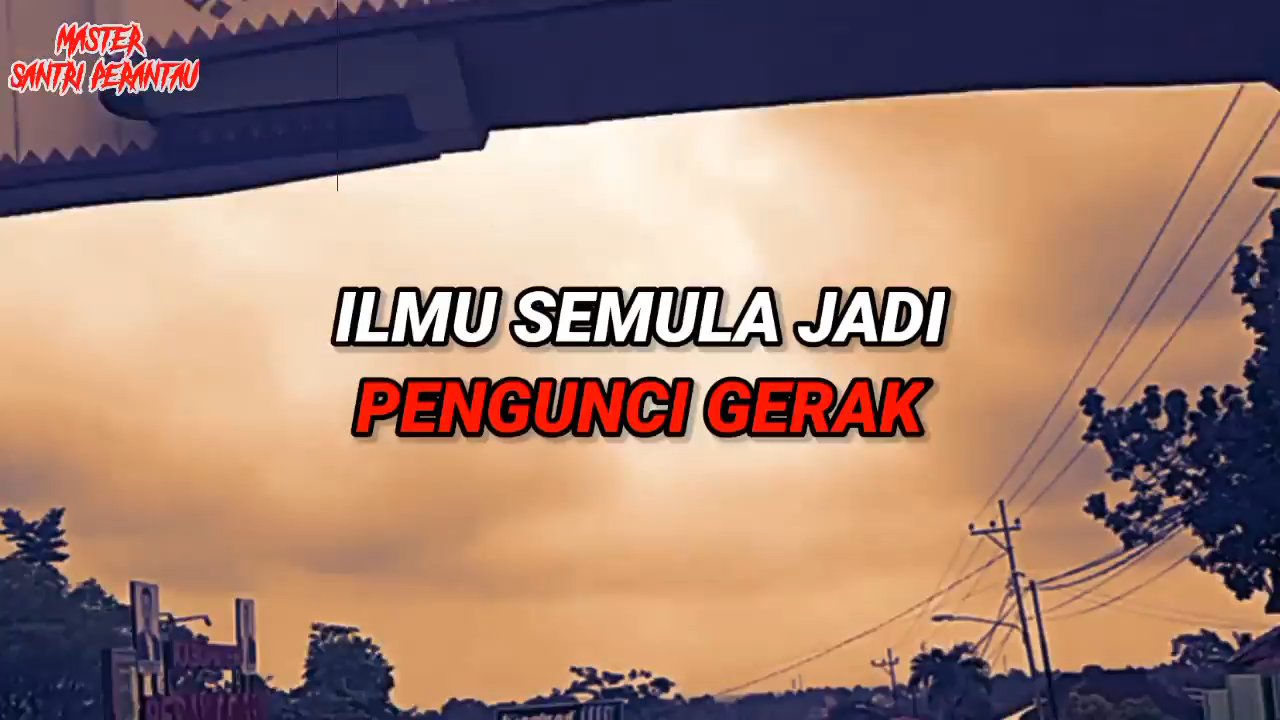 MASTER
SANTRI PERANTAU
ILMU SEMULA JADI
PENGUNCI GERAK